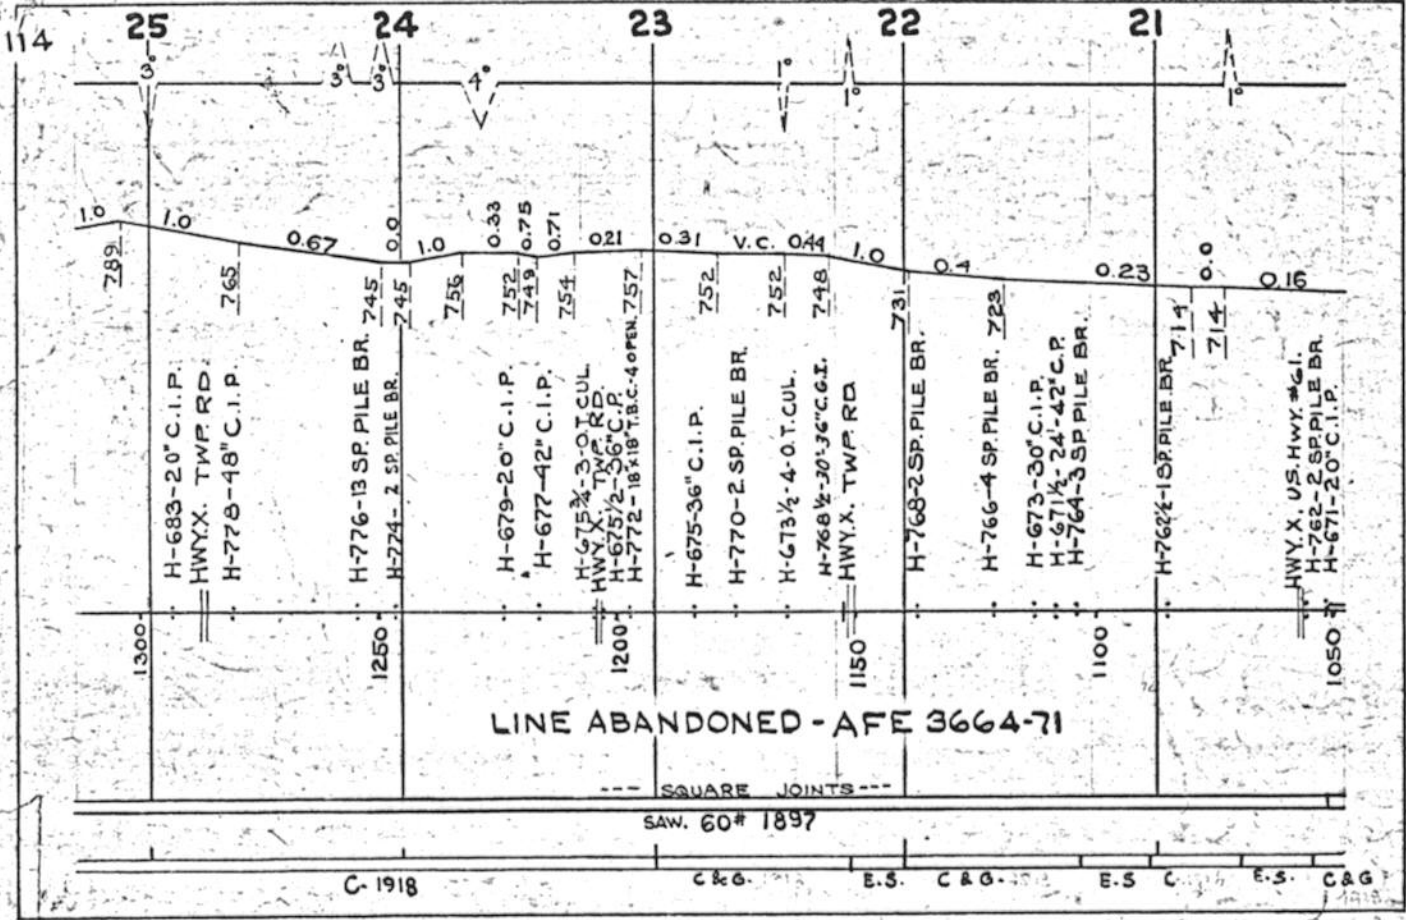 114
25 24 23 22 21
3° 3° 3° 4° 1° 1° 1°
1.0 1.0 0.67 0.0 1.0 0.33 0.75 0.71 0.21 0.31 V.C. 0.44 1.0 0.4 0.23 0.0 0.16
789 765 745 745 756 752 749 754 757 752 752 748 731 723 714 714
H-683-20" C.I.P.
HWY.X. TWP. RD.
H-778-48" C.I.P.
H-776-13 SP. PILE BR.
H-774- 2 SP. PILE BR.
H-679-20" C.I.P.
H-677-42" C.I.P.
H-675¾-3-O.T. CUL.
HWY. X. TWP. RD.
H-675½-36" C.P.
H-772-18"x18" T.B.C.-4 OPEN.
H-675-36" C.I.P.
H-770-2. SP. PILE BR.
H-673½-4-O.T. CUL.
H-768½-30'-36" C.G.I.
HWY.X. TWP. RD
H-768-2 SP. PILE BR.
H-766-4 SP. PILE BR.
H-673-30" C.I.P.
H-671½-24'-42" C.P.
H-764-3 SP. PILE BR.
H-762½-1 SP. PILE. BR.
HWY. X. U.S. HWY. #61.
H-762-2. SP. PILE BR.
H-671-20" C.I.P.
1300 1250 1200 1150 1100 1050
LINE ABANDONED - AFE 3664-71
--- SQUARE JOINTS ---
SAW. 60# 1897
C- 1918 C & G. E.S. C & G. E.S C. E.S. C & G